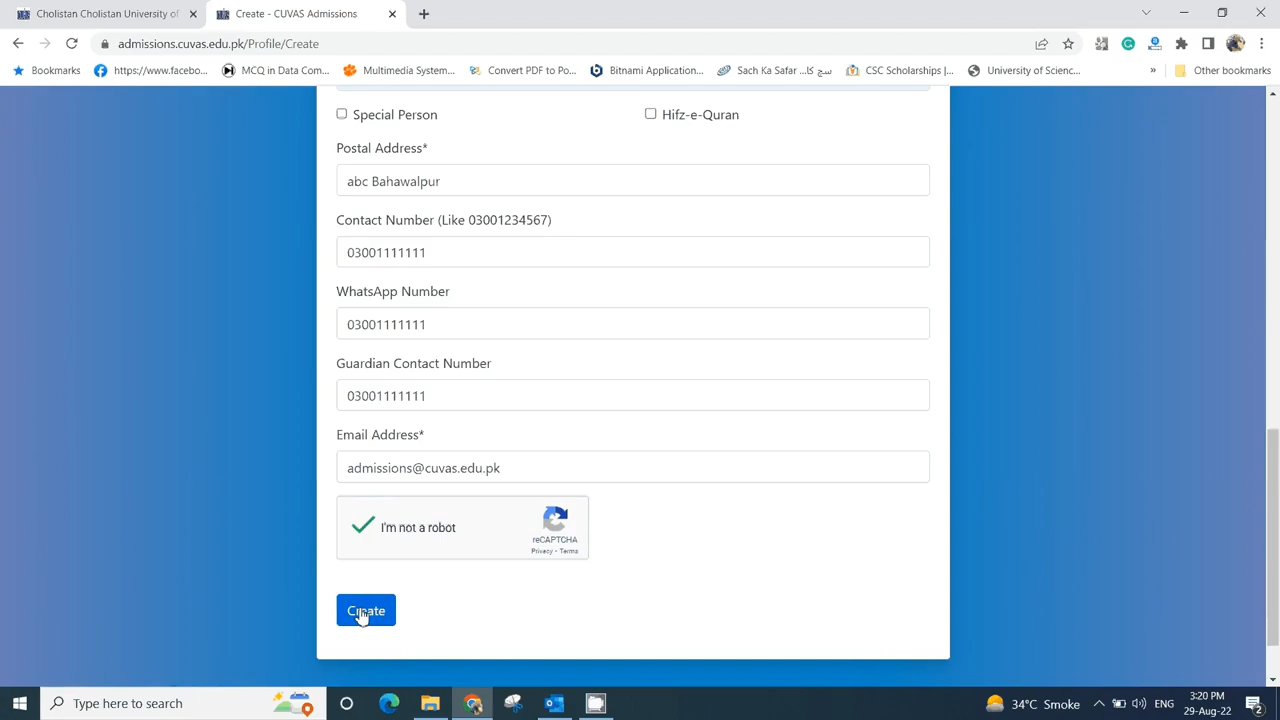 Cholistan Cholistan University of
Create - CUVAS Admissions
admissions.cuvas.edu.pk/Profile/Create
Bookmarks
https://www.facebo...
MCQ in Data Com...
Multimedia System...
Convert PDF to Po...
Bitnami Application...
Sach Ka Safar ...سچ کا
CSC Scholarships |...
University of Scienc...
»
Other bookmarks
Special Person
Hifz-e-Quran
Postal Address*
abc Bahawalpur
Contact Number (Like 03001234567)
03001111111
WhatsApp Number
03001111111
Guardian Contact Number
03001111111
Email Address*
admissions@cuvas.edu.pk
I'm not a robot
reCAPTCHA
Privacy - Terms
Create
Type here to search
34°C Smoke
ENG
3:20 PM
29-Aug-22
2